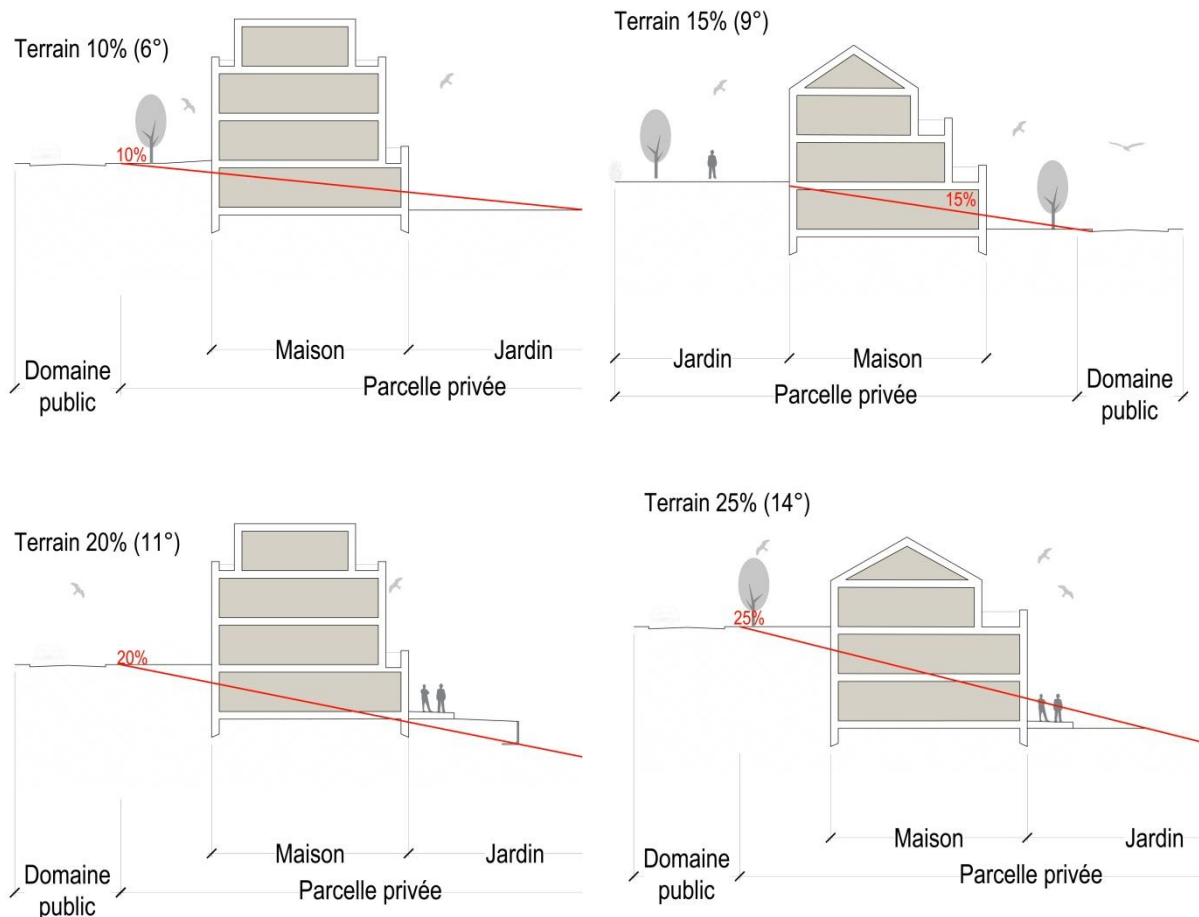 Terrain 10% (6°)
10%
Maison
Jardin
Domaine
public
Parcelle privée
Terrain 15% (9°)
15%
Jardin
Maison
Parcelle privée
Domaine
public
Terrain 20% (11°)
20%
Maison
Jardin
Domaine
public
Parcelle privée
Terrain 25% (14°)
25%
Maison
Jardin
Domaine
public
Parcelle privée